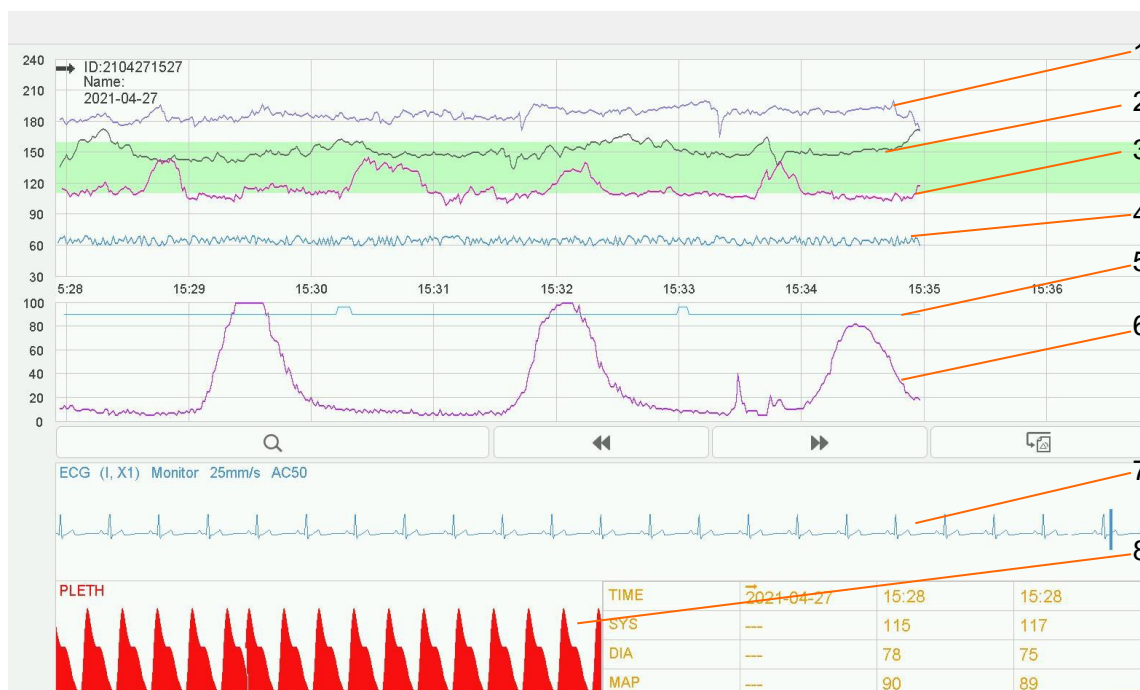 1
240
ID:2104271527
Name:
2021-04-27
210
2
180
150
3
120
4
90
60
30
5:28 15:29 15:30 15:31 15:32 15:33 15:34 15:35 15:36
5
100
80
6
60
40
20
0
ECG (I, X1) Monitor 25mm/s AC50
7
8
PLETH
TIME 2021-04-27 15:28 15:28
SYS --- 115 117
DIA --- 78 75
MAP --- 90 89